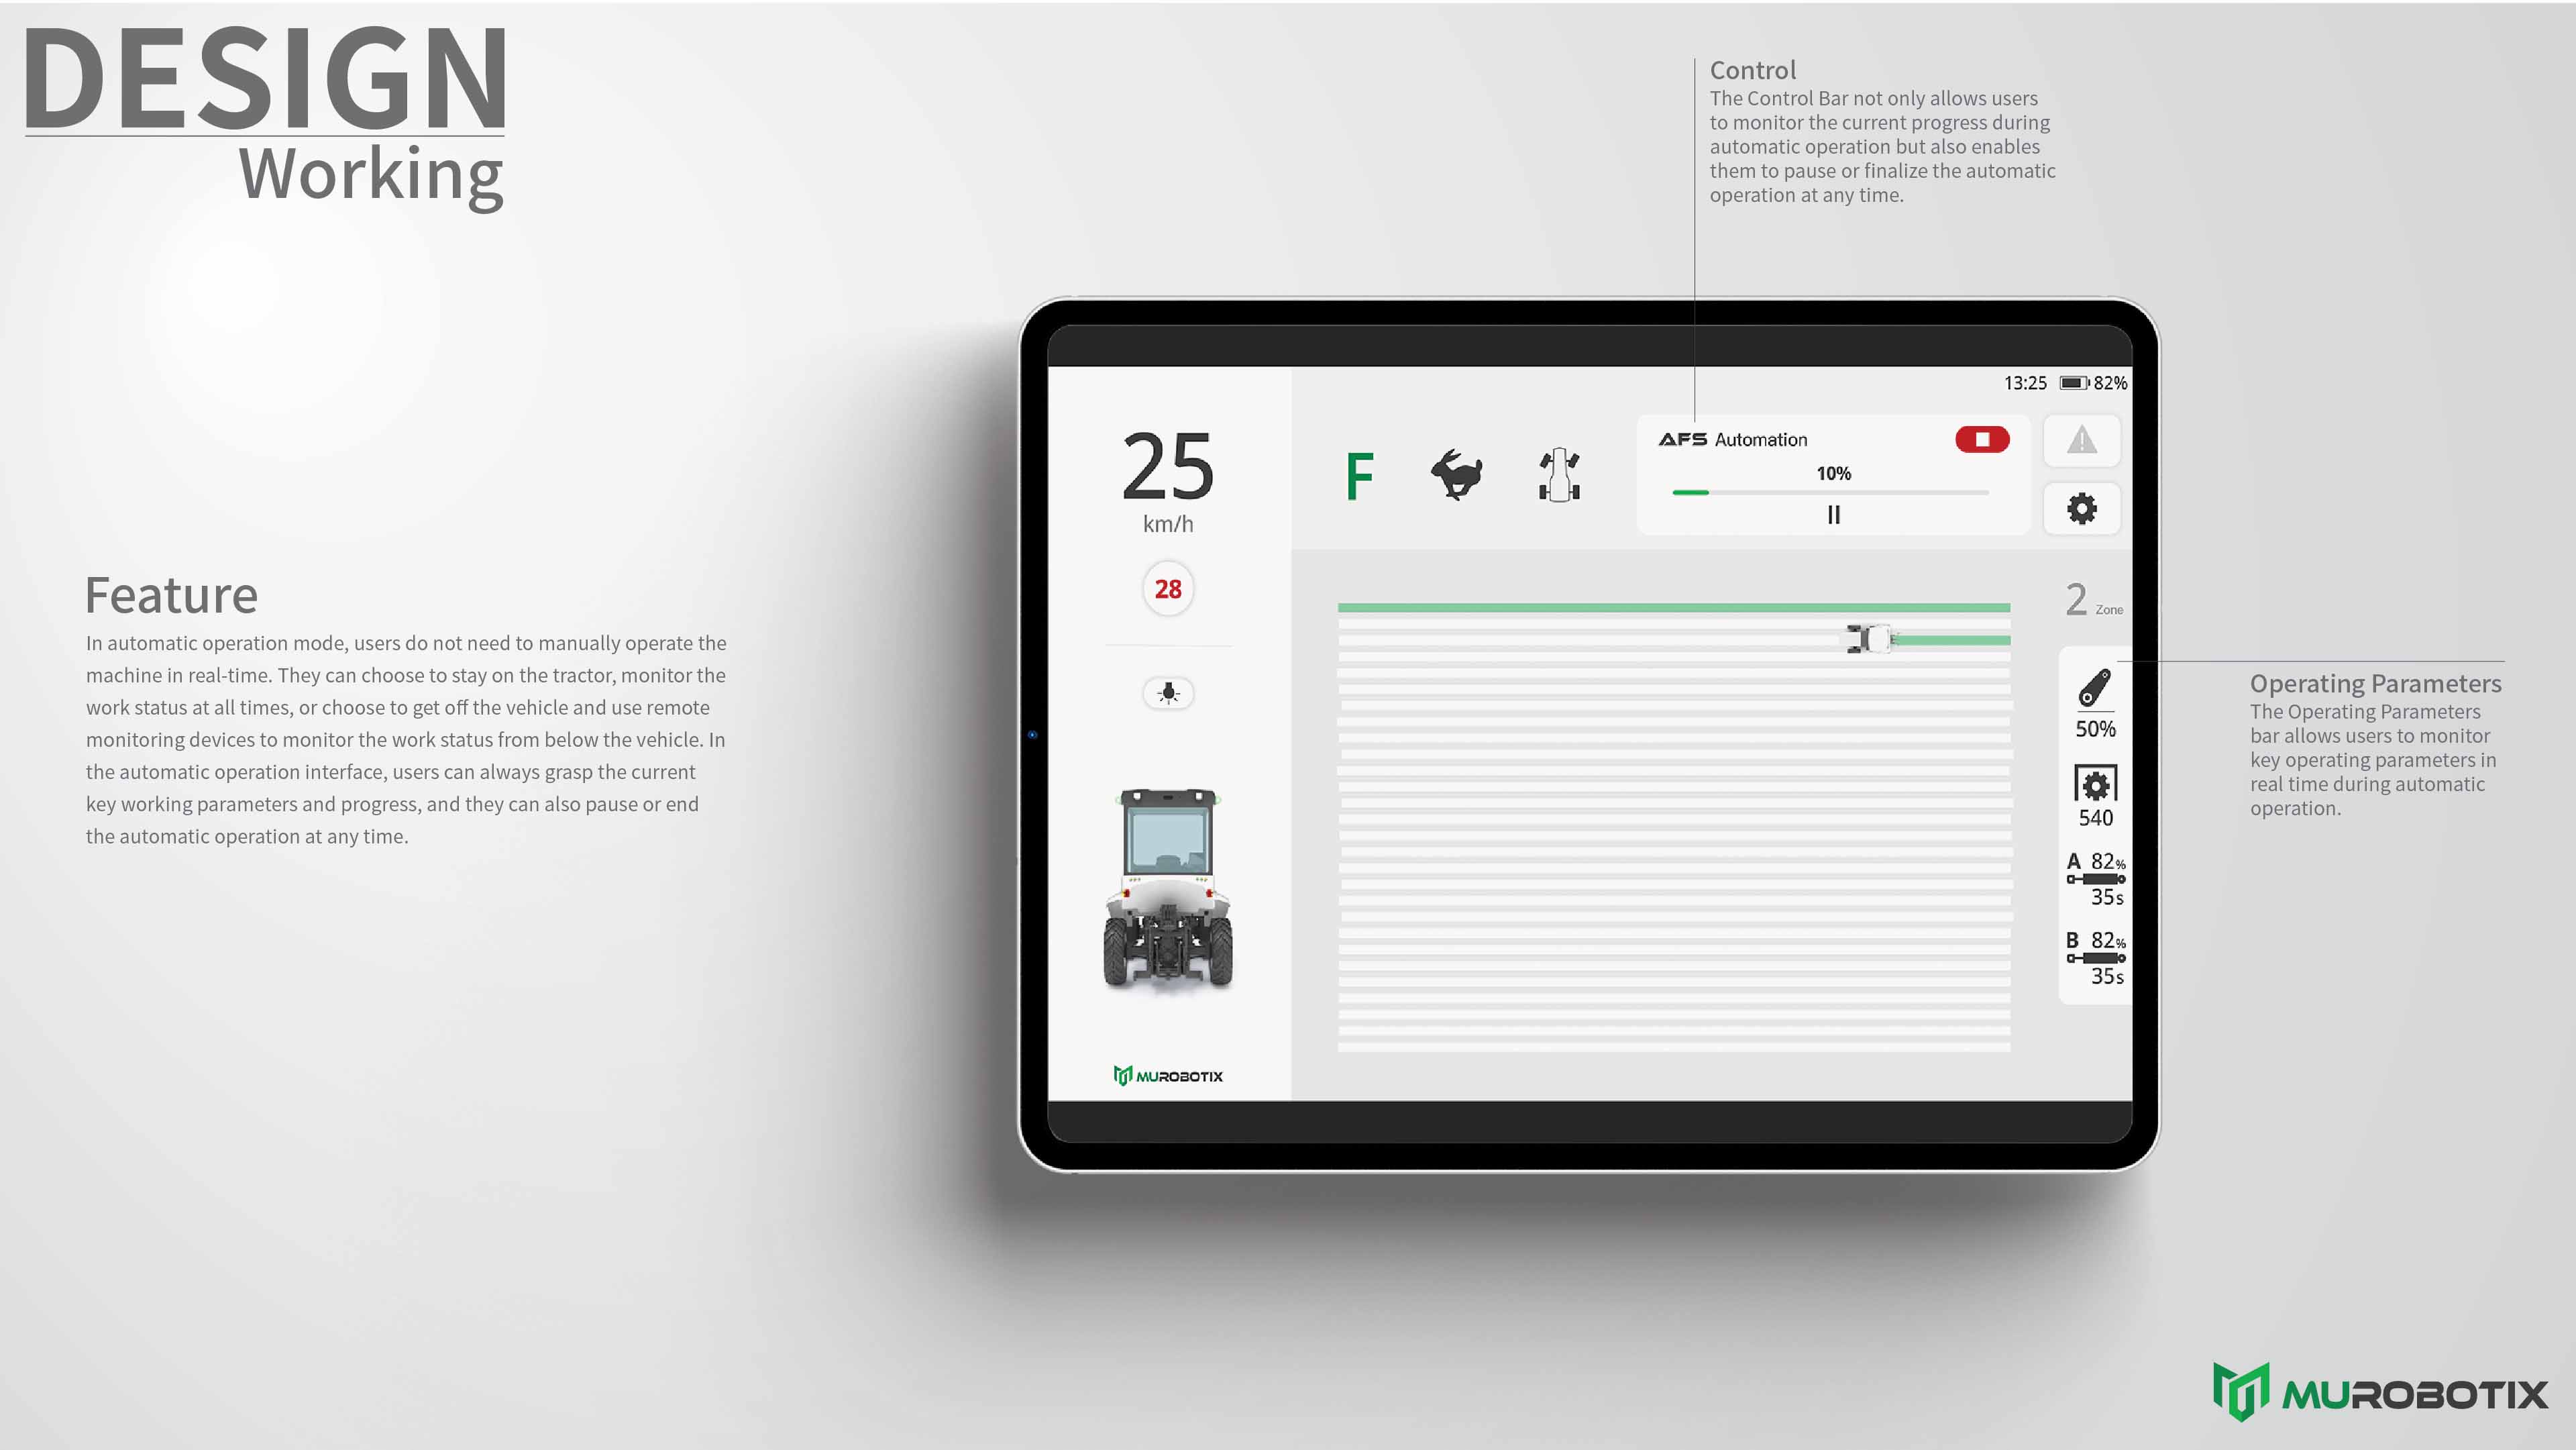 DESIGN
Working
Control
The Control Bar not only allows users
to monitor the current progress during
automatic operation but also enables
them to pause or finalize the automatic
operation at any time.
13:25 82%
25
km/h
28
F
AFS Automation
10%
2 Zone
50%
540
A 82%
35s
B 82%
35s
MUROBOTIX
Feature
In automatic operation mode, users do not need to manually operate the
machine in real-time. They can choose to stay on the tractor, monitor the
work status at all times, or choose to get off the vehicle and use remote
monitoring devices to monitor the work status from below the vehicle. In
the automatic operation interface, users can always grasp the current
key working parameters and progress, and they can also pause or end
the automatic operation at any time.
Operating Parameters
The Operating Parameters
bar allows users to monitor
key operating parameters in
real time during automatic
operation.
MUROBOTIX